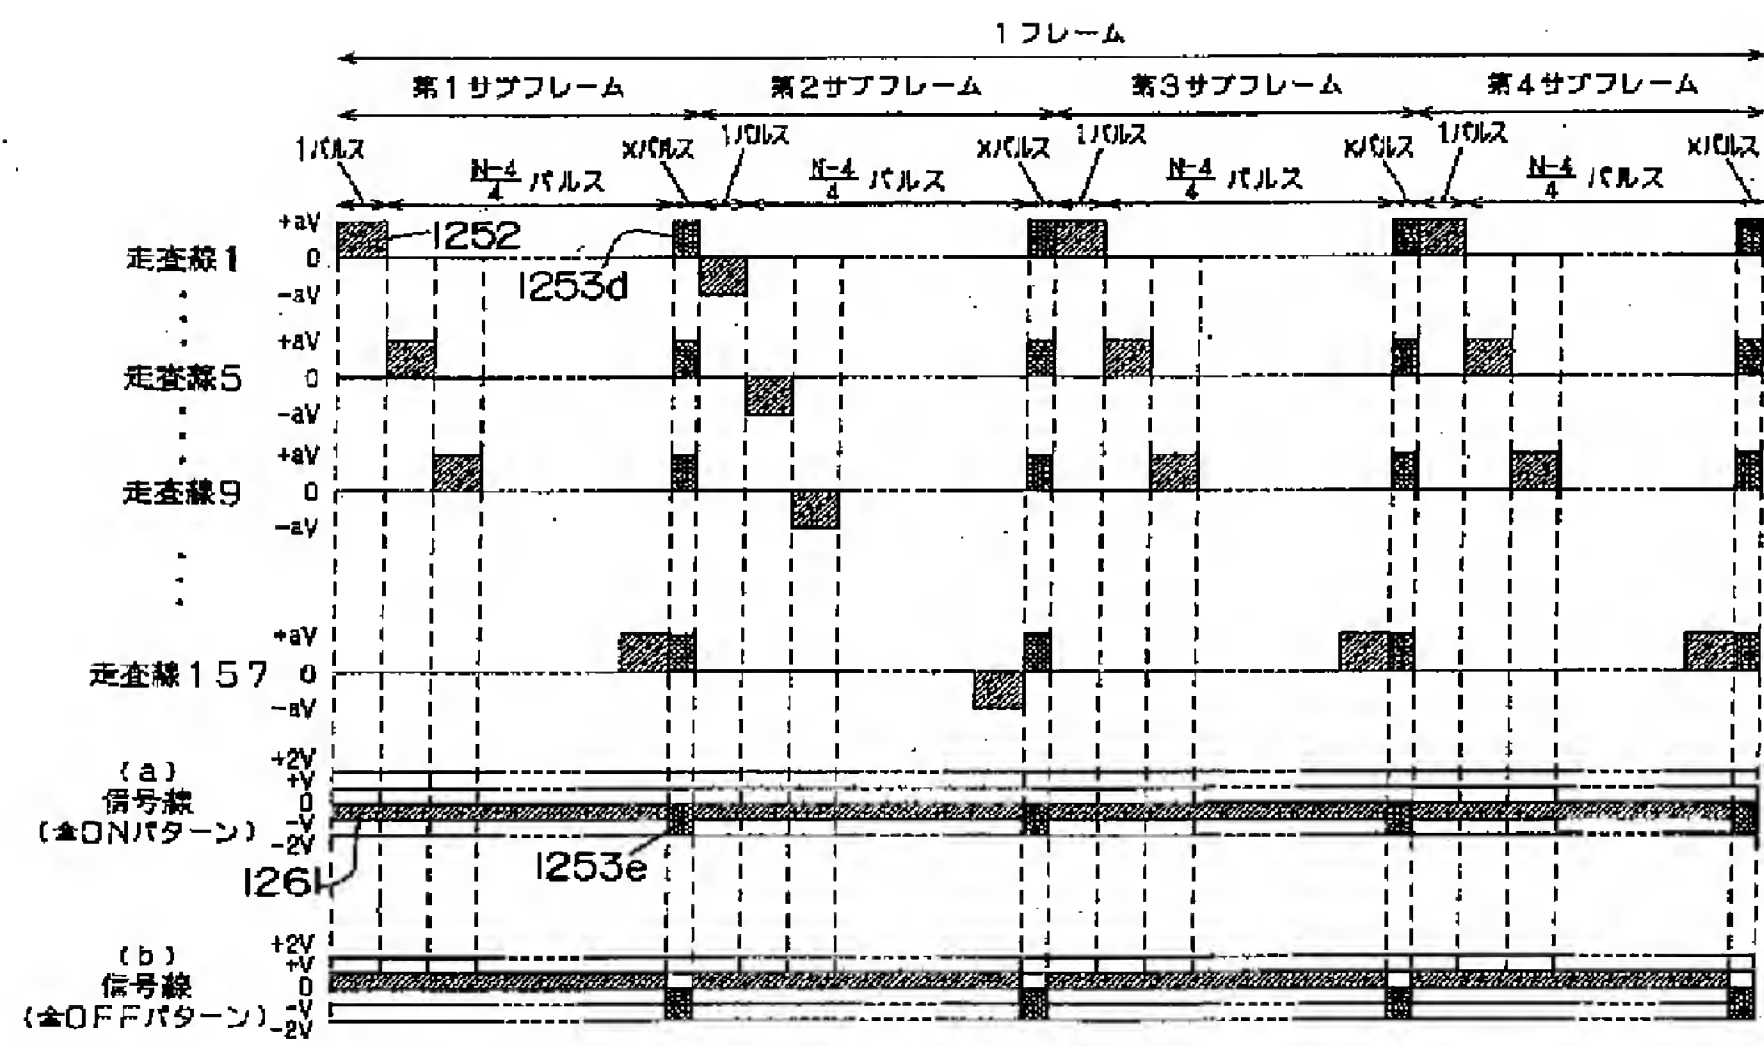 1フレーム
第1サブフレーム 第2サブフレーム 第3サブフレーム 第4サブフレーム
1パルス N-4/4 パルス xパルス 1パルス N-4/4 パルス xパルス 1パルス N-4/4 パルス xパルス 1パルス N-4/4 パルス xパルス
+aV
走査線1 0
-aV
1252
1253d
+aV
走査線5 0
-aV
+aV
走査線9 0
-aV
+aV
走査線157 0
-aV
(a)
信号線
(全ONパターン)
+2V
+V
0
-V
-2V
1261
1253e
(b)
信号線
(全OFFパターン)
+2V
+V
0
-V
-2V